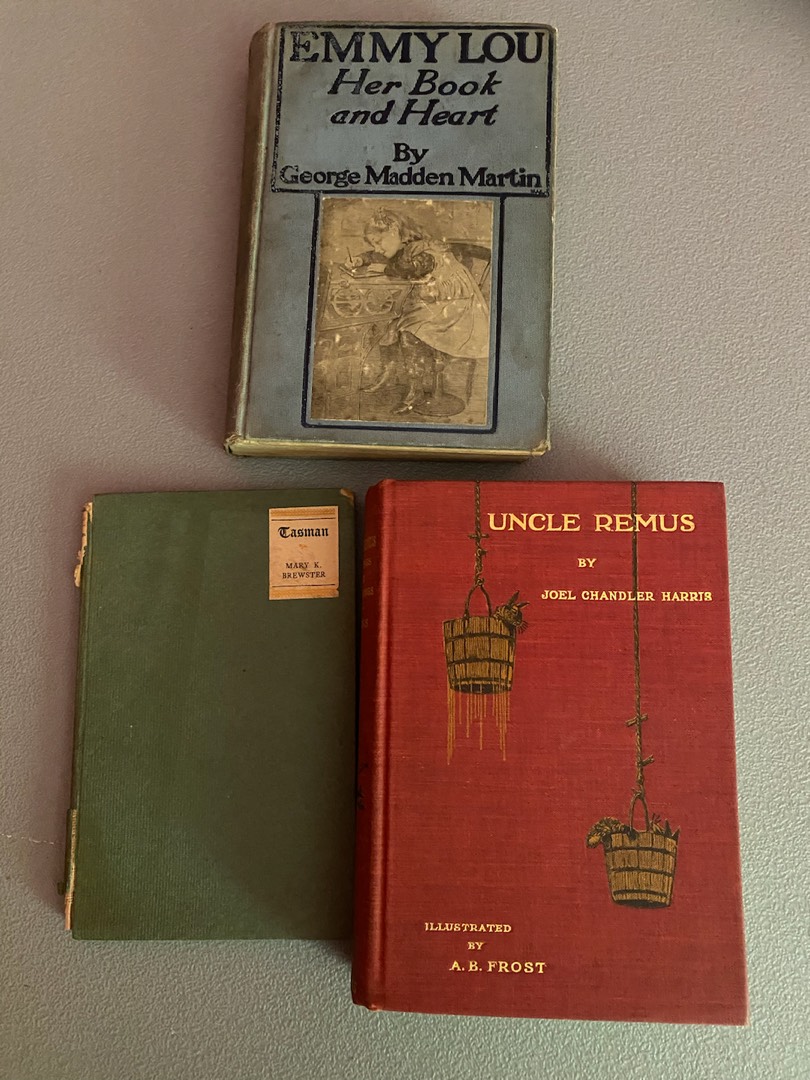 EMMY LOU
Her Book
and Heart
By
George Madden Martin
Tasman
MARY K.
BREWSTER
UNCLE REMUS
BY
JOEL CHANDLER HARRIS
ILLUSTRATED
BY
A. B. FROST